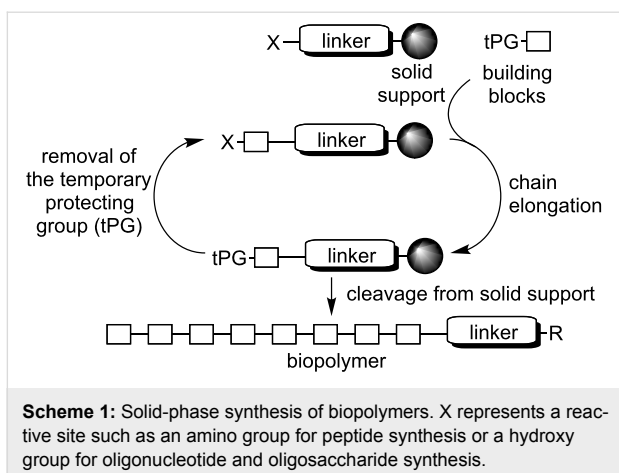 X
linker
tPG
solid
support
building
blocks
X
linker
removal of
the temporary
protecting
group (tPG)
chain
elongation
tPG
linker
cleavage from solid support
linker
R
biopolymer
Scheme 1: Solid-phase synthesis of biopolymers. X represents a reac-
tive site such as an amino group for peptide synthesis or a hydroxy
group for oligonucleotide and oligosaccharide synthesis.